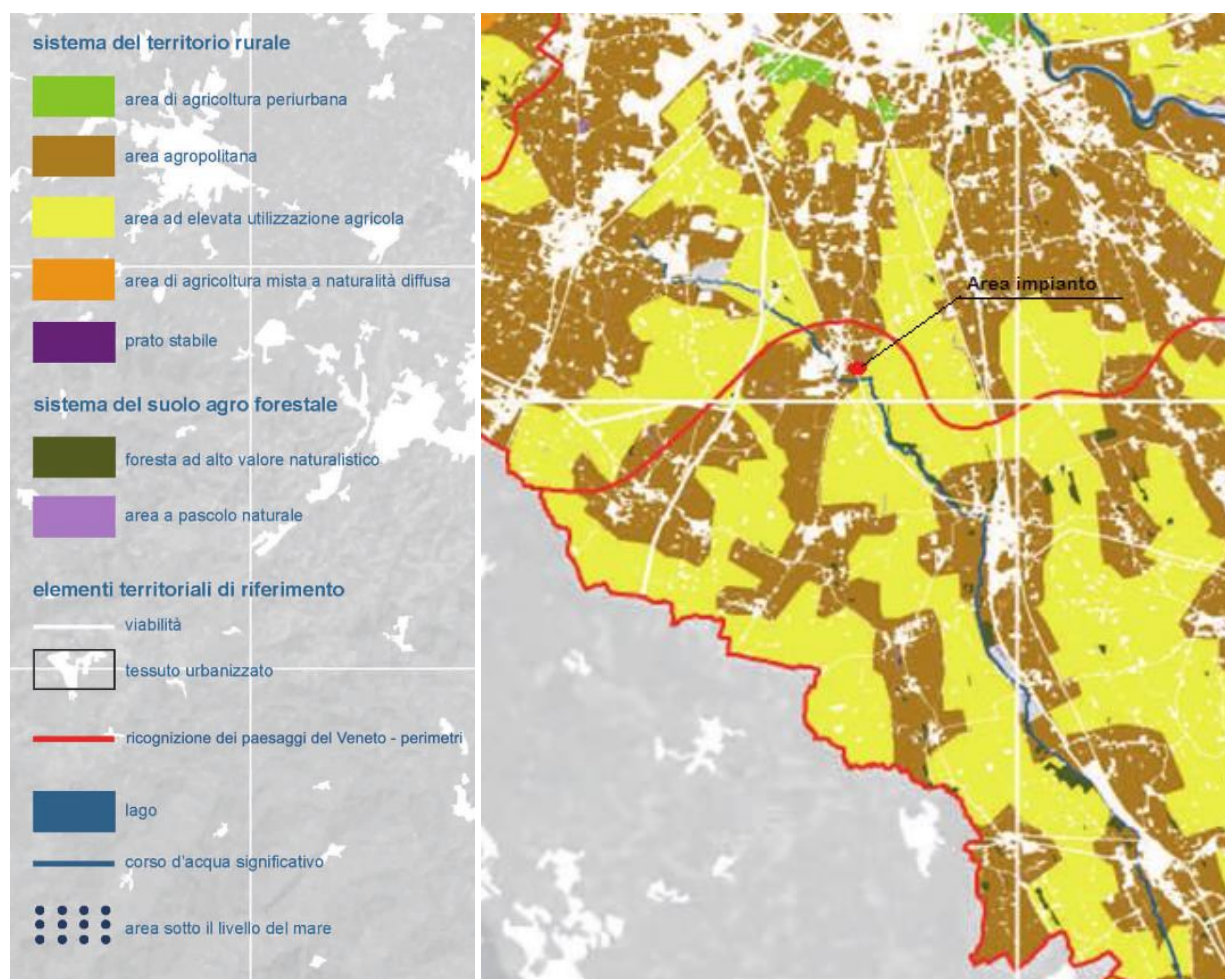 sistema del territorio rurale
area di agricoltura periurbana
area agropolitana
area ad elevata utilizzazione agricola
area di agricoltura mista a naturalità diffusa
prato stabile
sistema del suolo agro forestale
foresta ad alto valore naturalistico
area a pascolo naturale
elementi territoriali di riferimento
viabilità
tessuto urbanizzato
ricognizione dei paesaggi del Veneto - perimetri
lago
corso d'acqua significativo
area sotto il livello del mare
Area impianto